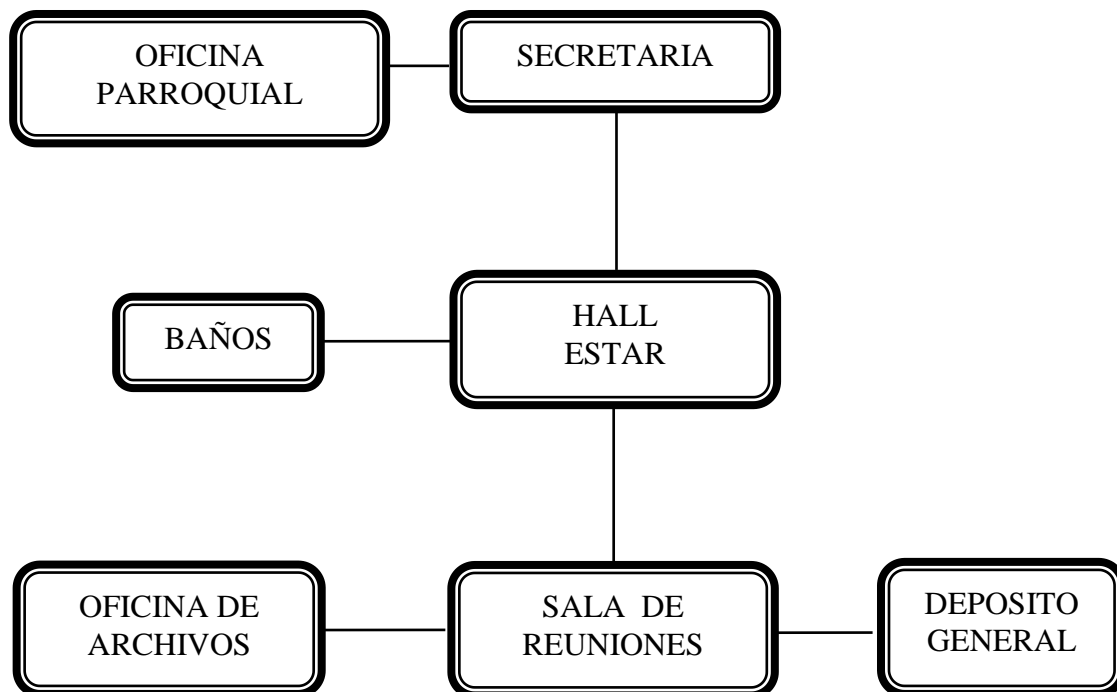 OFICINA
PARROQUIAL
SECRETARIA
BAÑOS
HALL
ESTAR
OFICINA DE
ARCHIVOS
SALA  DE
REUNIONES
DEPOSITO
GENERAL